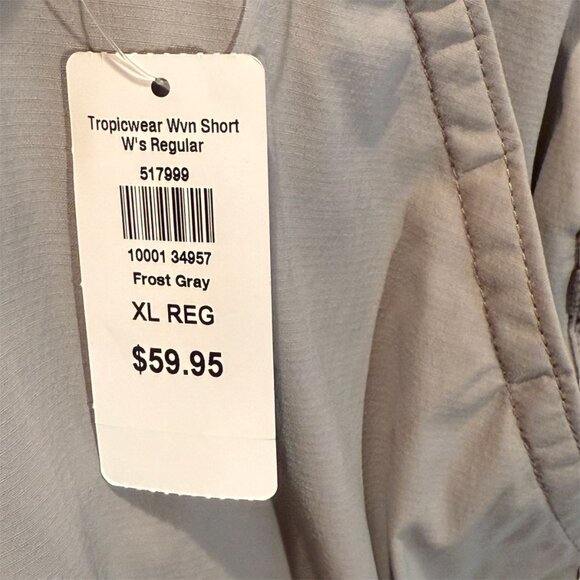 Tropicwear Wvn Short
W's Regular
517999
10001 34957
Frost Gray
XL REG
$59.95